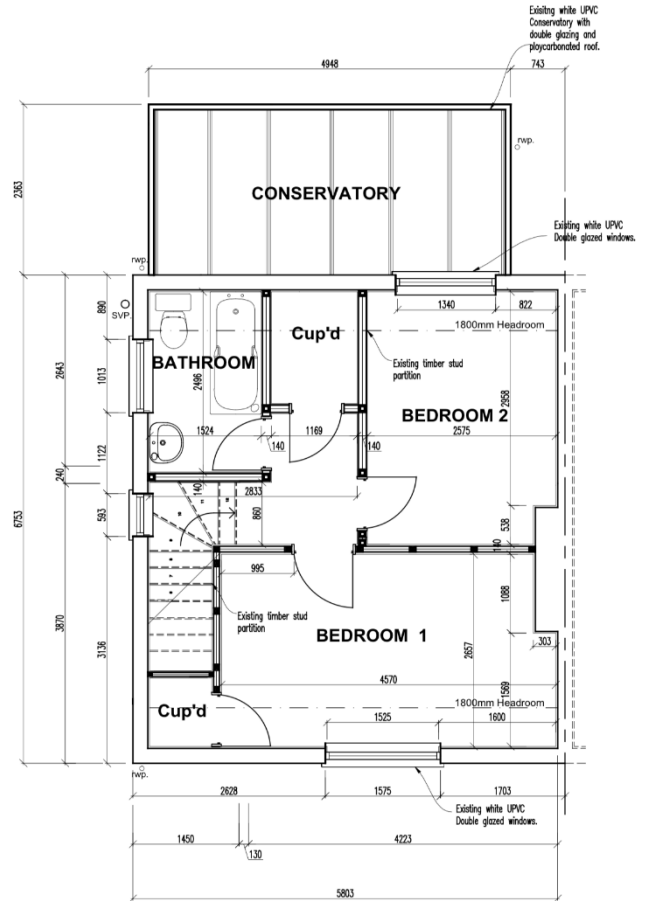 Exisitng white UPVC
Conservatory with
double glazing and
ploycarbonated roof.
4948
743
rwp.
2363
CONSERVATORY
Existing white UPVC
Double glazed windows.
rwp.
SVP
890
1340
822
1800mm Headroom
Cup'd
Existing timber stud
partition
BATHROOM
2643
1013
2496
2958
BEDROOM 2
1524
1169
2575
140
140
1122
240
140
2833
593
860
538
140
6753
995
1088
Existing timber stud
partition
BEDROOM 1
303
2657
3870
3136
4570
1569
1800mm Headroom
Cup'd
1525
1600
rwp.
2628
1575
1703
Existing white UPVC
Double glazed windows.
1450
130
4223
5803